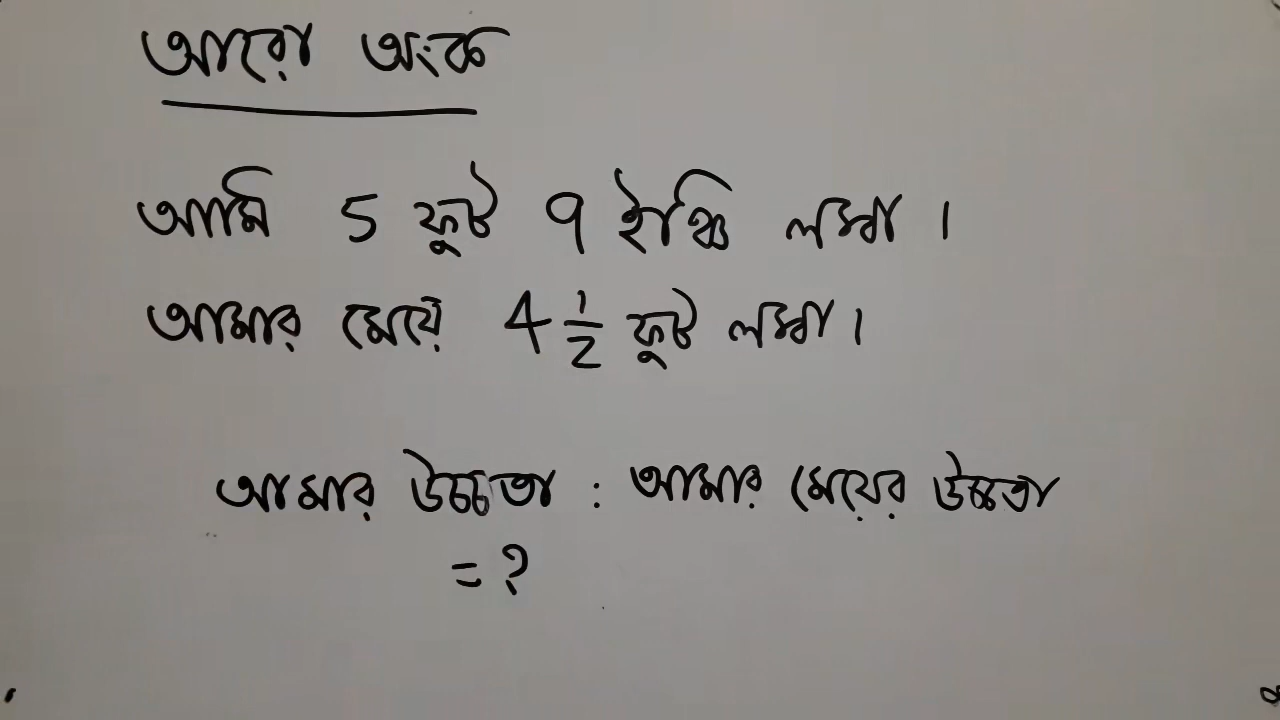 আরো অংক
আমি 5 ফুট 9 ইঞ্চি লম্বা ।
আমার মেয়ে 4 1/2 ফুট লম্বা ।
আমার উচ্চতা : আমার মেয়ের উচ্চতা
= ?